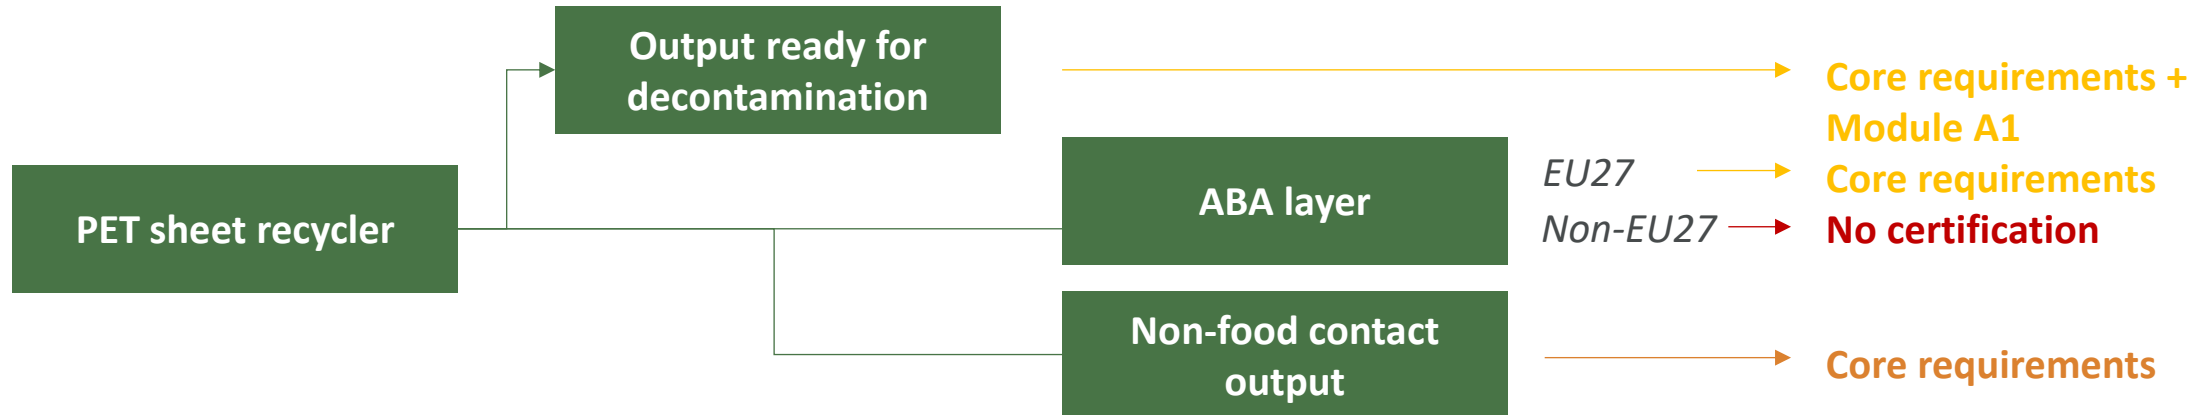 Output ready for
decontamination
Core requirements +
Module A1
PET sheet recycler
ABA layer
EU27
Core requirements
Non-EU27
No certification
Non-food contact
output
Core requirements